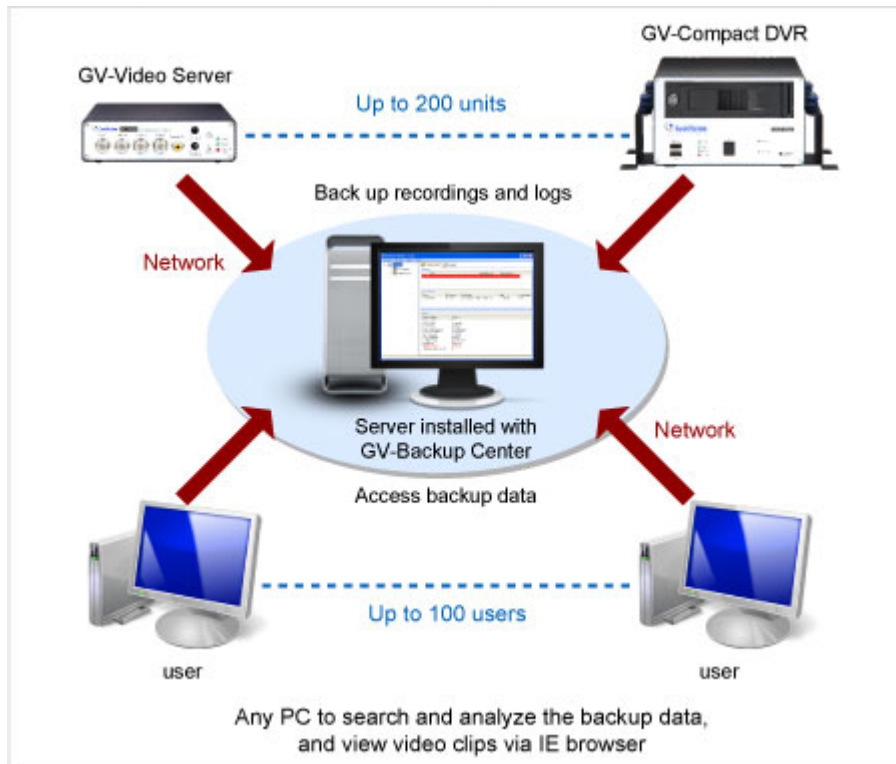 GV-Compact DVR
GV-Video Server
Up to 200 units
Back up recordings and logs
Network
Server installed with
GV-Backup Center
Network
Access backup data
Up to 100 users
user
user
Any PC to search and analyze the backup data,
and view video clips via IE browser